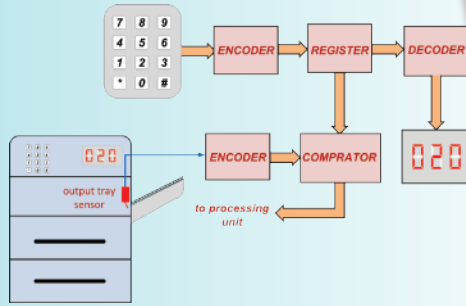 7 8 9
4 5 6
1 2 3
* 0 #
ENCODER
REGISTER
DECODER
020
ENCODER
COMPRATOR
020
output tray
sensor
to processing
unit